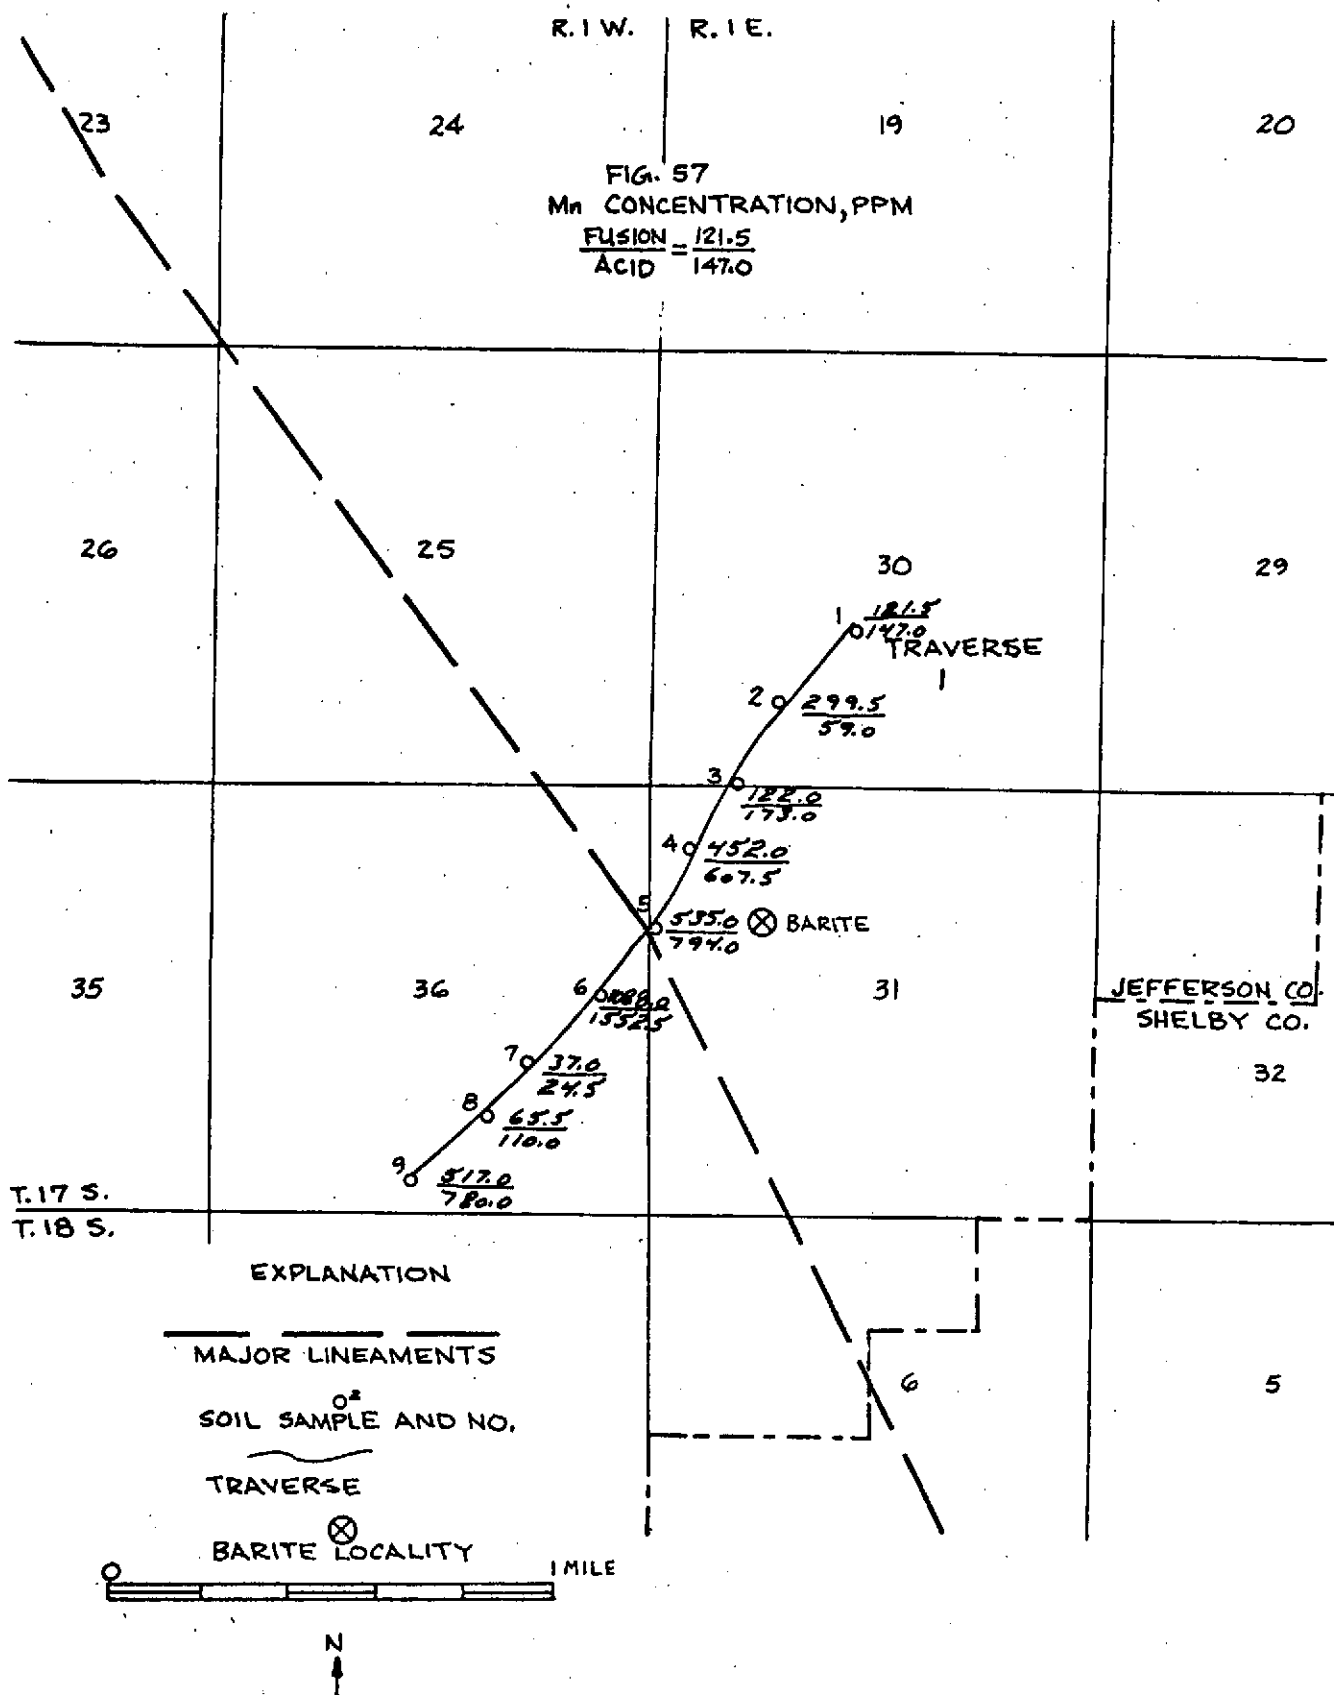 R. 1 W. R. 1 E.
23 24 19 20
FIG. 57
Mn CONCENTRATION, PPM
FUSION = 121.5
ACID 147.0
26 25 30 29
1 121.5
147.0
TRAVERSE
1
2 299.5
59.0
3 122.0
173.0
4 452.0
607.5
5 535.0 BARITE
794.0
35 36 31
6
1552.5
JEFFERSON CO.
SHELBY CO.
32
7 37.0
24.5
8 65.5
110.0
9 517.0
780.0
T. 17 S.
T. 18 S.
EXPLANATION
MAJOR LINEAMENTS
6 5
2
SOIL SAMPLE AND NO.
TRAVERSE
BARITE LOCALITY
0 1 MILE
N